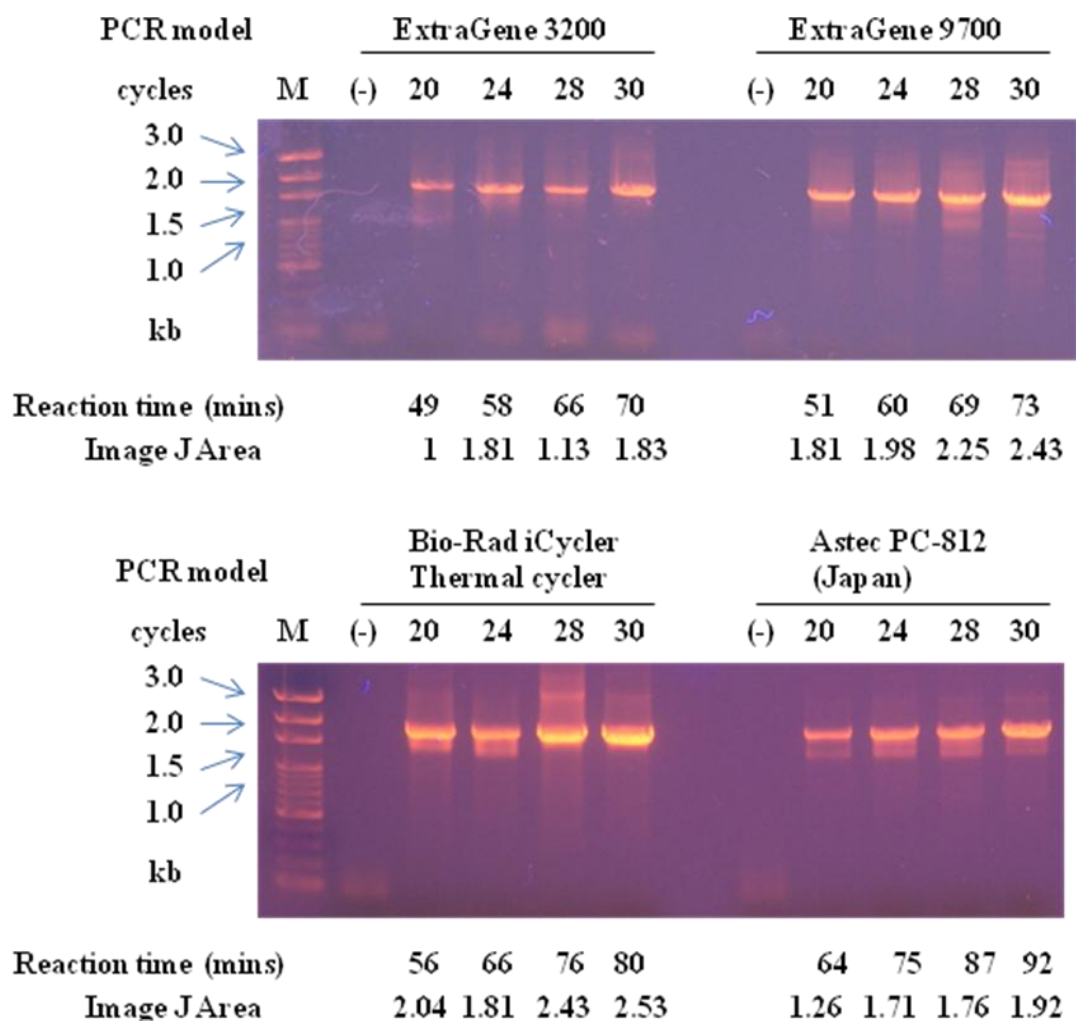 PCR model ExtraGene 3200 ExtraGene 9700
cycles M (-) 20 24 28 30 (-) 20 24 28 30
3.0
2.0
1.5
1.0
kb
Reaction time (mins) 49 58 66 70 51 60 69 73
Image J Area 1 1.81 1.13 1.83 1.81 1.98 2.25 2.43
Bio-Rad iCycler Astec PC-812
PCR model Thermal cycler (Japan)
cycles M (-) 20 24 28 30 (-) 20 24 28 30
3.0
2.0
1.5
1.0
kb
Reaction time (mins) 56 66 76 80 64 75 87 92
Image J Area 2.04 1.81 2.43 2.53 1.26 1.71 1.76 1.92